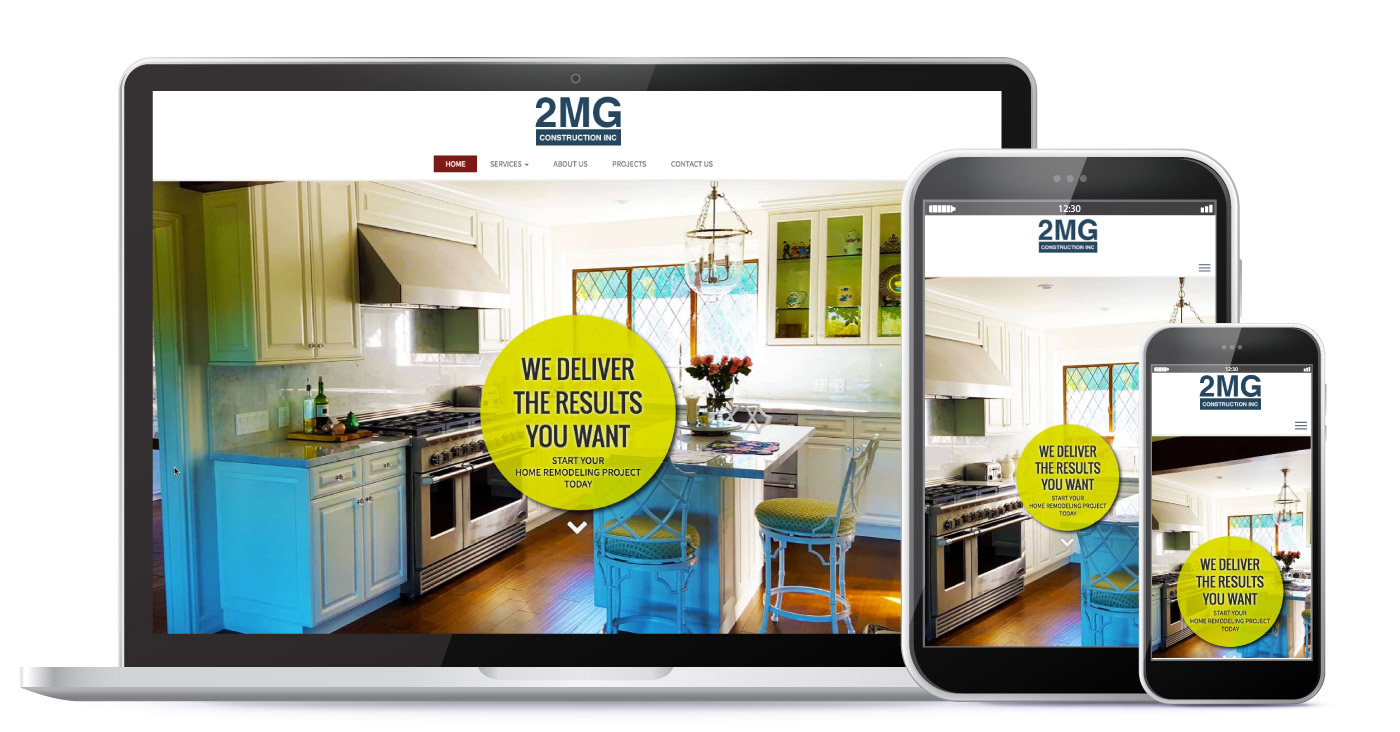 2MG
CONSTRUCTION INC
HOME SERVICES ABOUT US PROJECTS CONTACT US
WE DELIVER
THE RESULTS
YOU WANT
START YOUR
HOME REMODELING PROJECT
TODAY
12:30
2MG
CONSTRUCTION INC
WE DELIVER
THE RESULTS
YOU WANT
START YOUR
HOME REMODELING PROJECT
TODAY
12:30
2MG
CONSTRUCTION INC
WE DELIVER
THE RESULTS
YOU WANT
START YOUR
HOME REMODELING PROJECT
TODAY